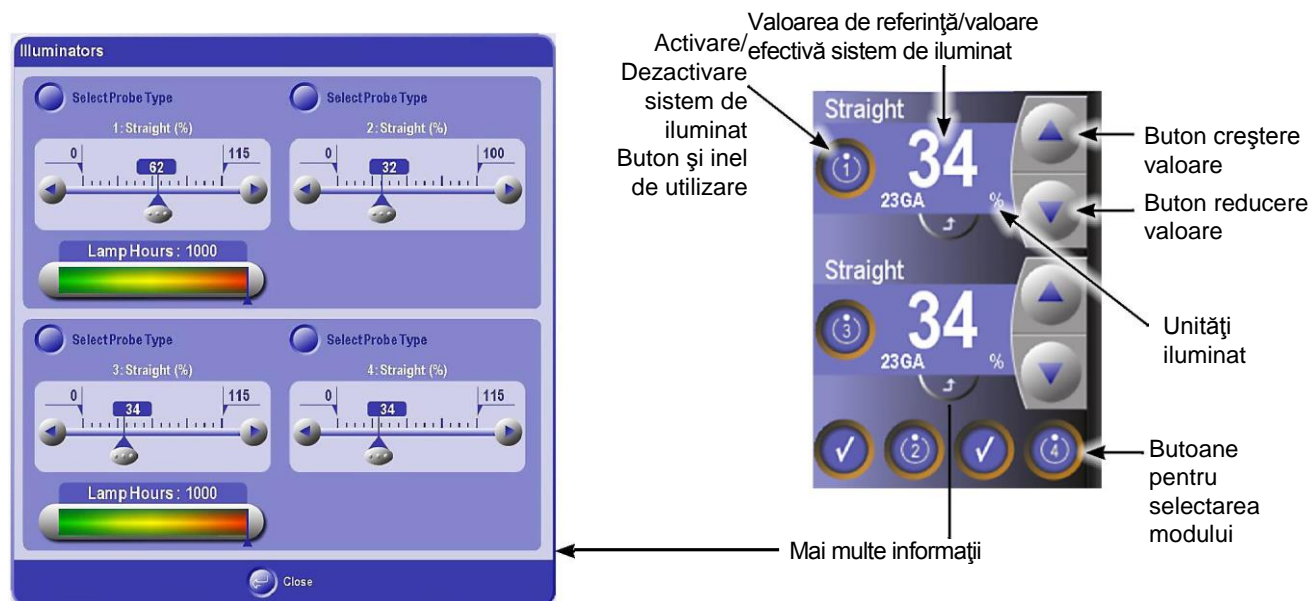 Illuminators
Select Probe Type
Select Probe Type
1: Straight (%)
2: Straight (%)
0
115
62
0
100
32
Lamp Hours : 1000
Select Probe Type
Select Probe Type
3: Straight (%)
4: Straight (%)
0
115
34
0
115
34
Lamp Hours : 1000
Close
Activare/
Dezactivare
sistem de
iluminat
Buton şi inel
de utilizare
Valoarea de referinţă/valoare
efectivă sistem de iluminat
Straight
1
34
23GA
%
Straight
3
34
23GA
%
2
4
Buton creştere
valoare
Buton reducere
valoare
Unităţi
iluminat
Butoane
pentru
selectarea
modului
Mai multe informaţii